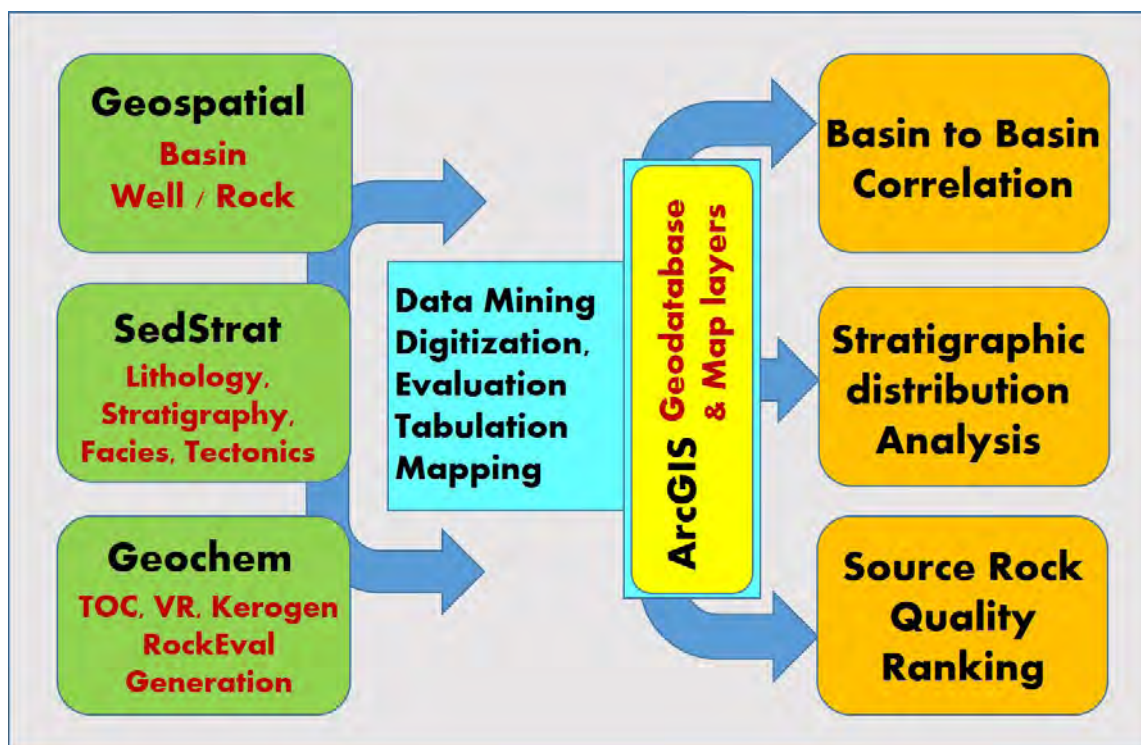 Geospatial
Basin
Well / Rock
SedStrat
Lithology,
Stratigraphy,
Facies, Tectonics
Geochem
TOC, VR, Kerogen
RockEval
Generation
Data Mining
Digitization,
Evaluation
Tabulation
Mapping
ArcGIS Geodatabase
& Map layers
Basin to Basin
Correlation
Stratigraphic
distribution
Analysis
Source Rock
Quality
Ranking